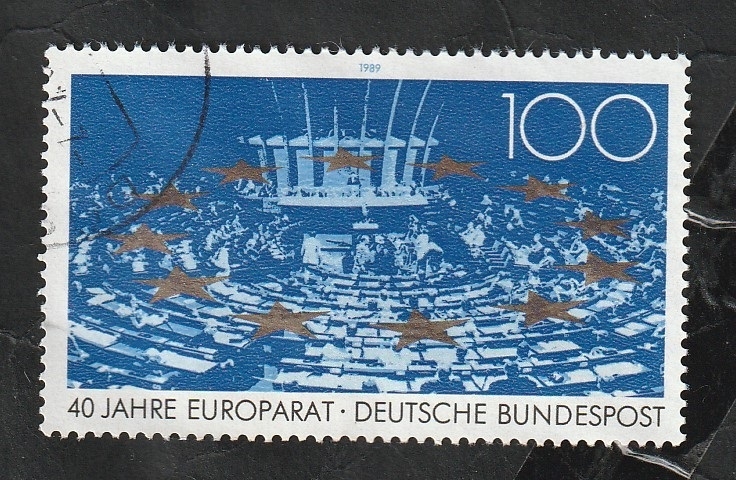 1989
100
40 JAHRE EUROPARAT · DEUTSCHE BUNDESPOST